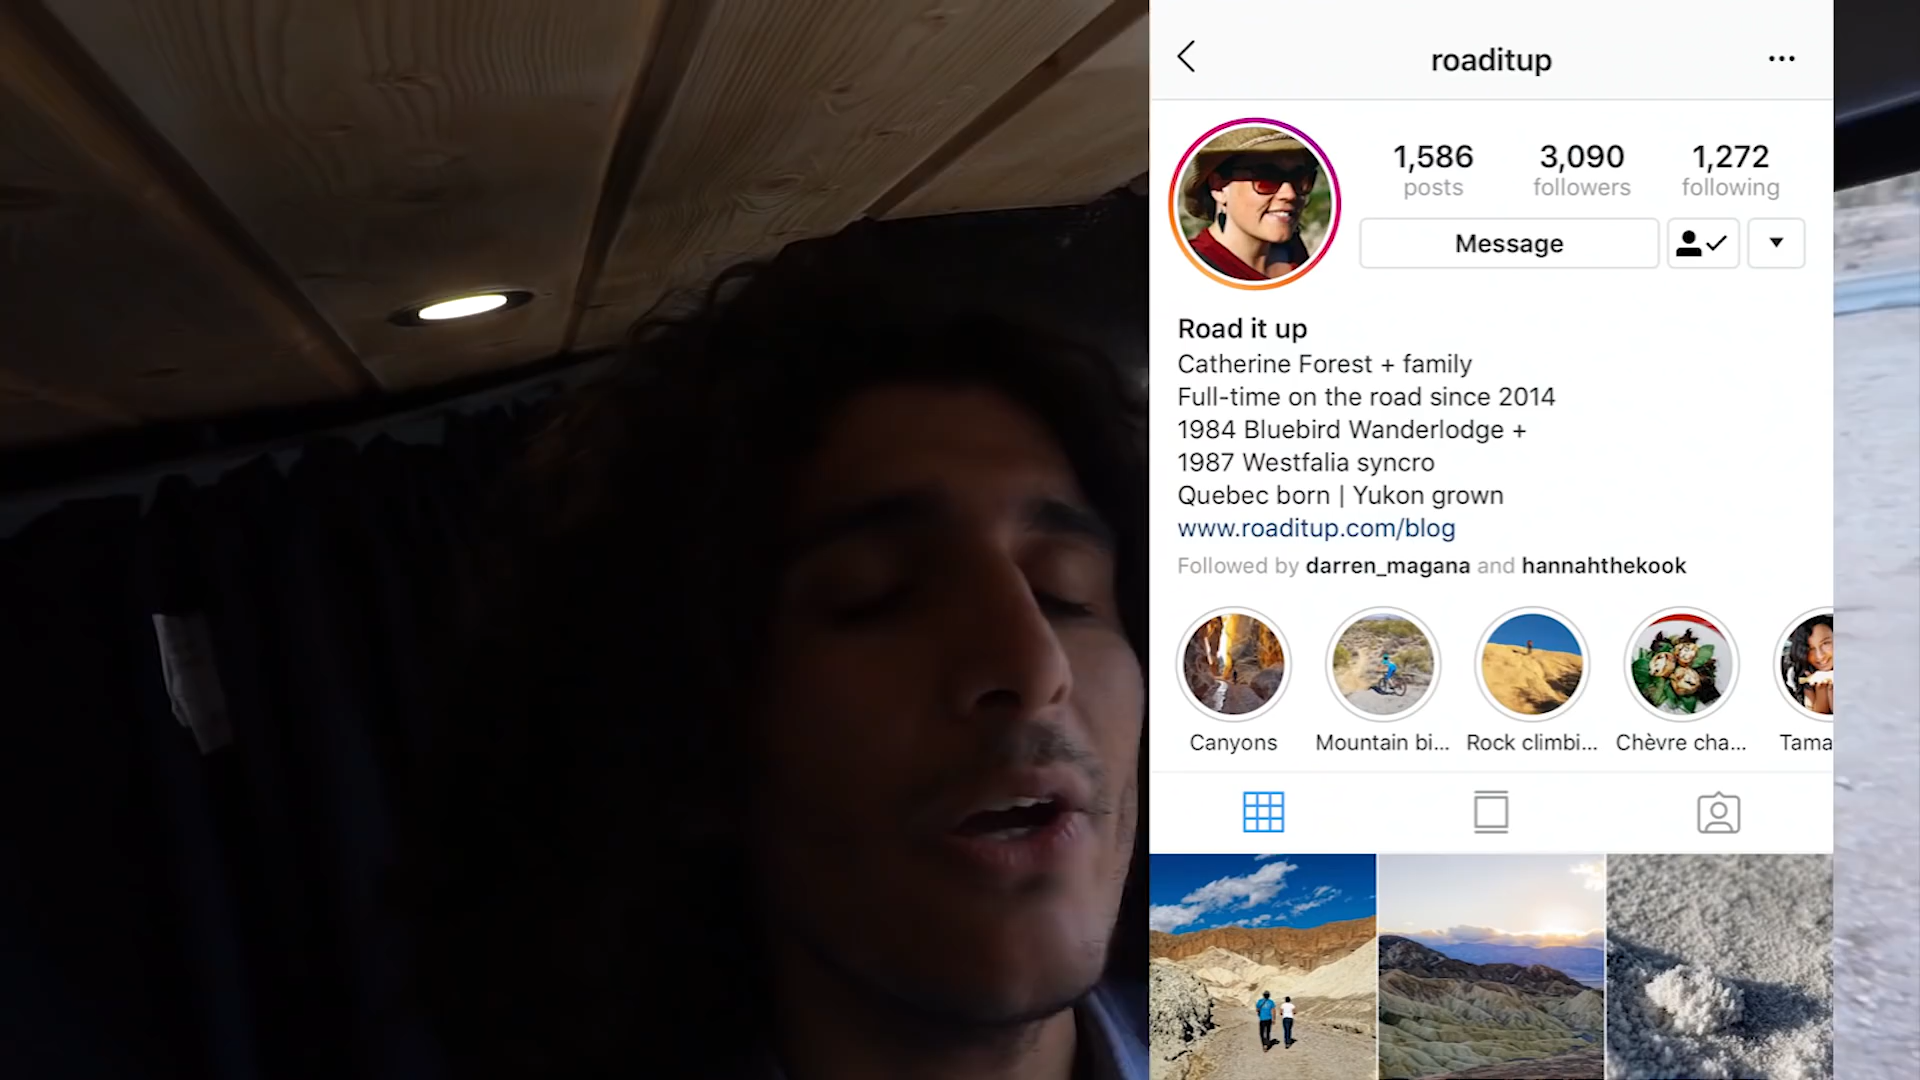 roaditup
1,586 3,090 1,272
posts followers following
Message
Road it up
Catherine Forest + family
Full-time on the road since 2014
1984 Bluebird Wanderlodge +
1987 Westfalia syncro
Quebec born | Yukon grown
www.roaditup.com/blog
Followed by darren_magana and hannahthekook
Canyons Mountain bi... Rock climbi... Chèvre cha... Tama